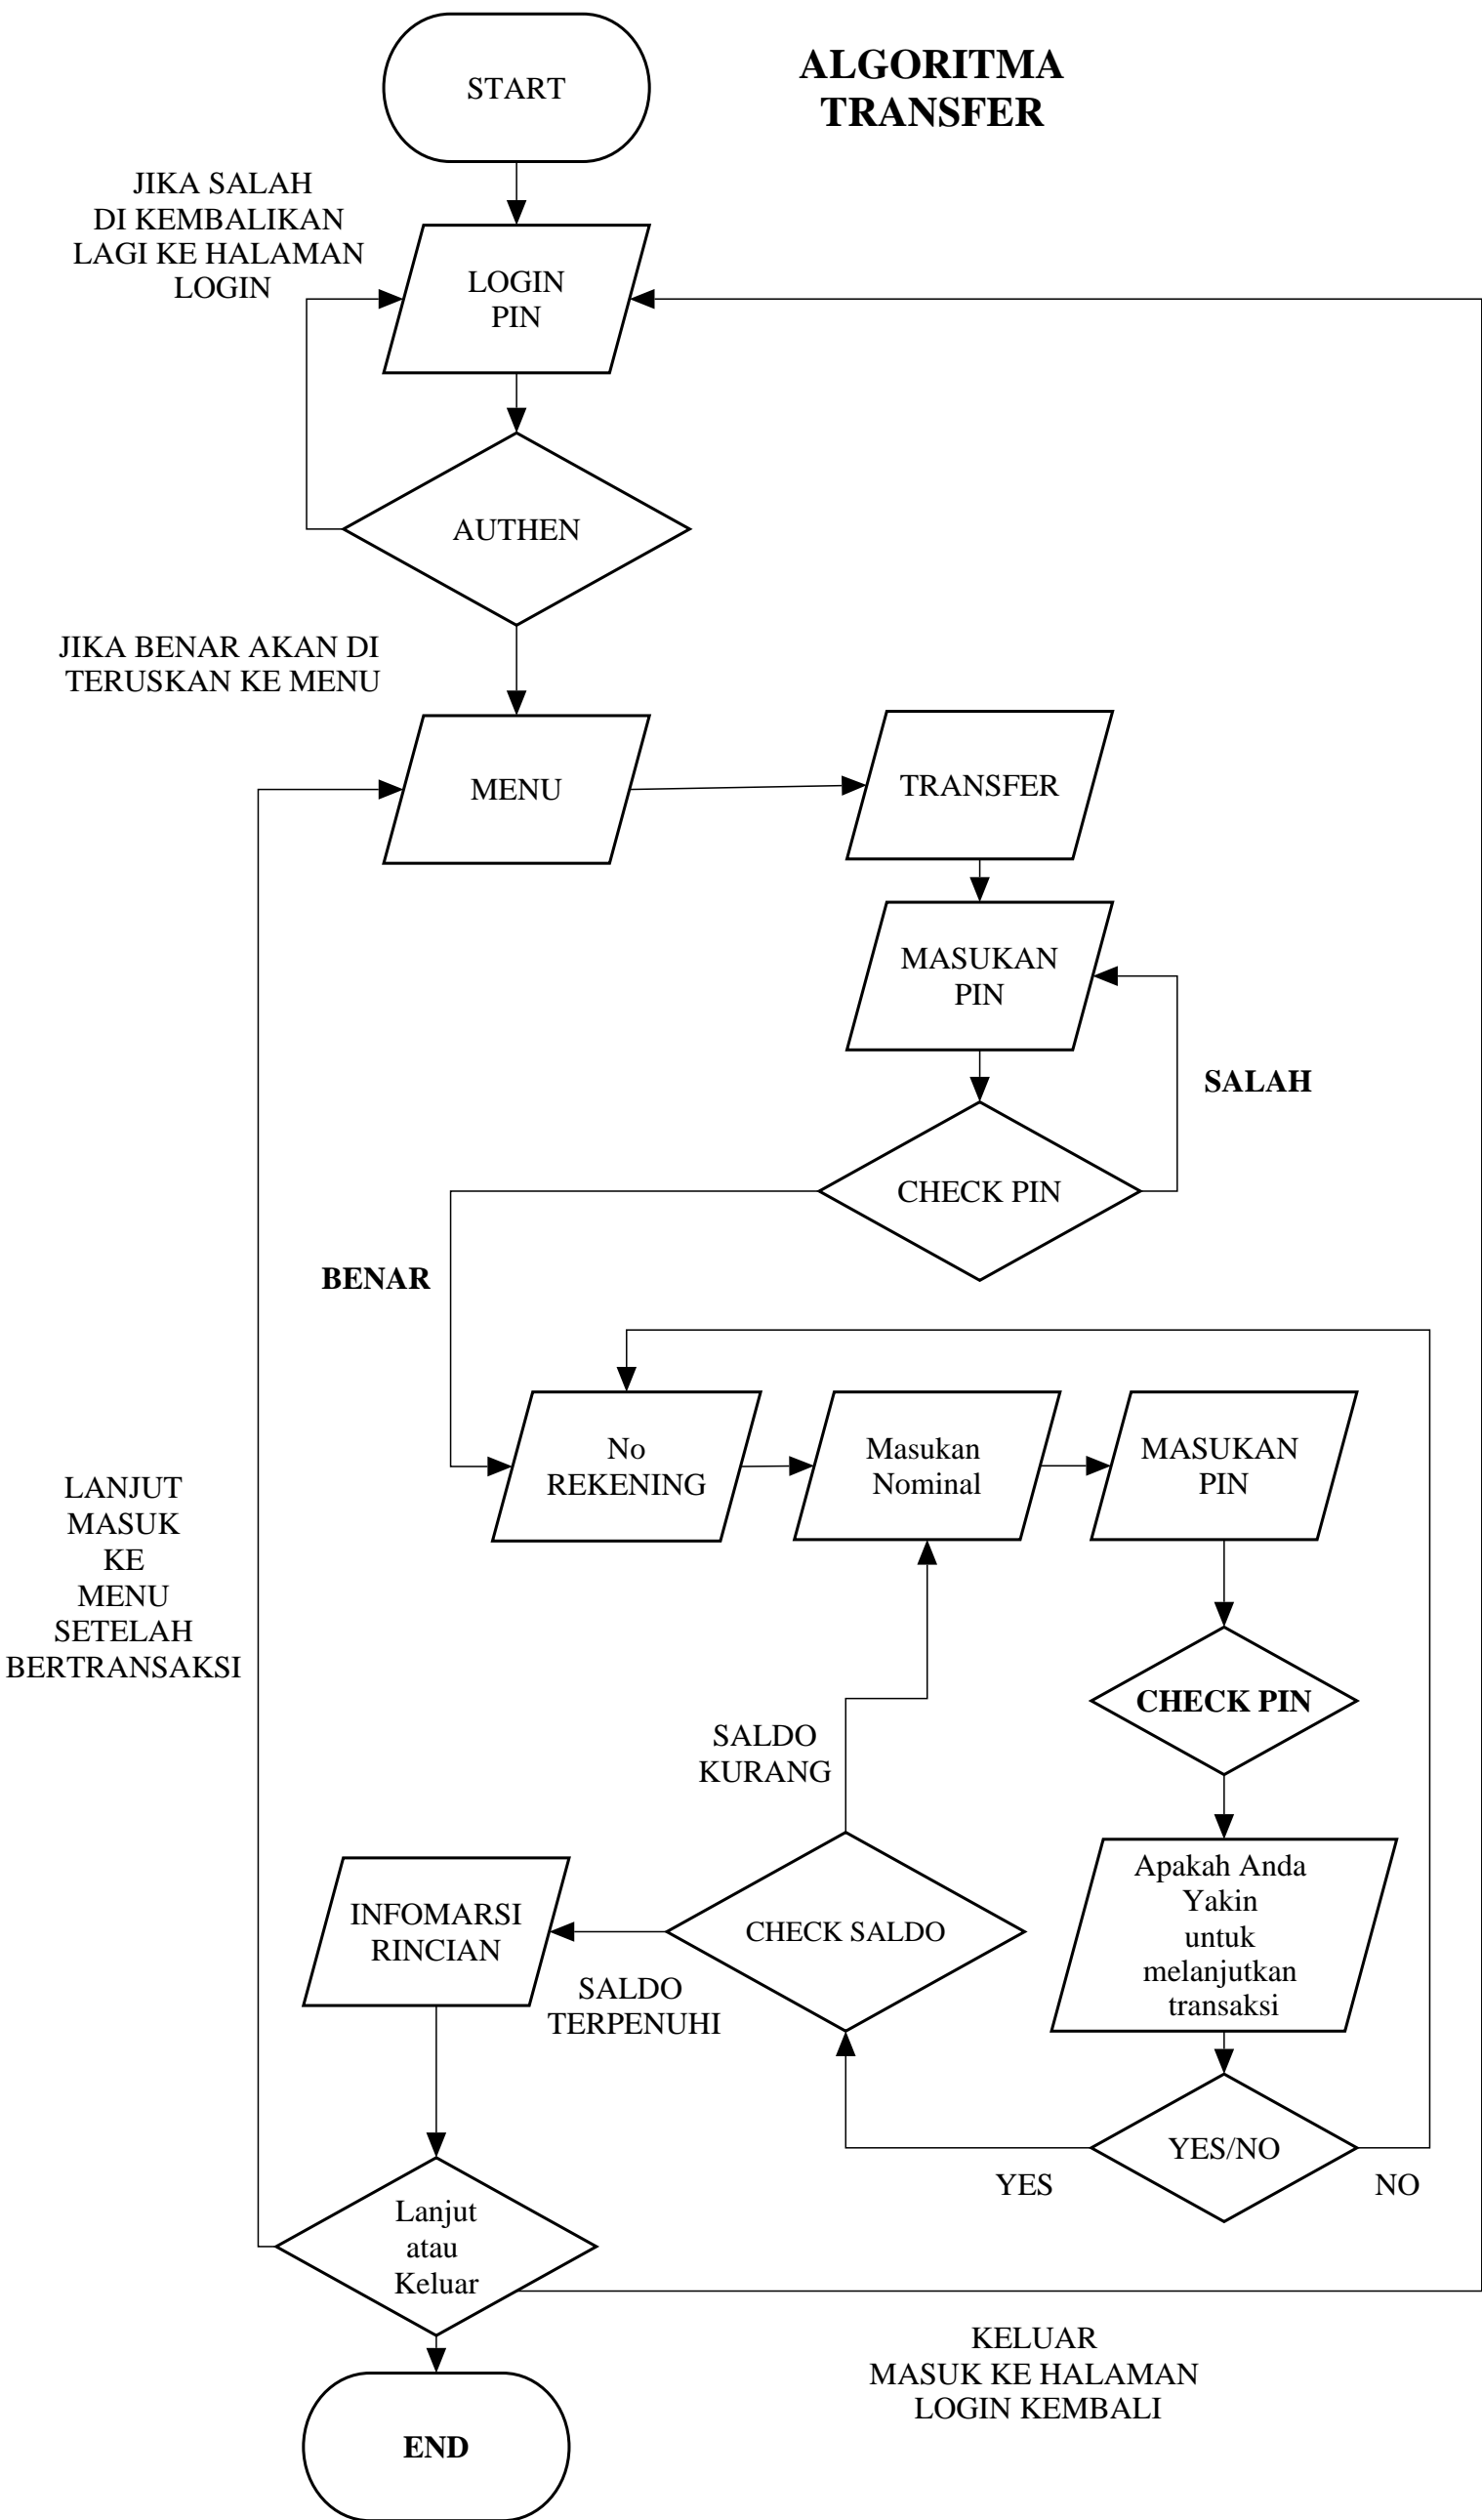 ALGORITMA
TRANSFER
START
JIKA SALAH
DI KEMBALIKAN
LAGI KE HALAMAN
LOGIN
LOGIN
PIN
AUTHEN
JIKA BENAR AKAN DI
TERUSKAN KE MENU
MENU
TRANSFER
MASUKAN
PIN
SALAH
CHECK PIN
BENAR
No
REKENING
Masukan
Nominal
MASUKAN
PIN
LANJUT
MASUK
KE
MENU
SETELAH
BERTRANSAKSI
CHECK PIN
SALDO
KURANG
Apakah Anda
Yakin
untuk
melanjutkan
transaksi
INFOMARSI
RINCIAN
CHECK SALDO
SALDO
TERPENUHI
YES/NO
YES
NO
Lanjut
atau
Keluar
KELUAR
MASUK KE HALAMAN
LOGIN KEMBALI
END